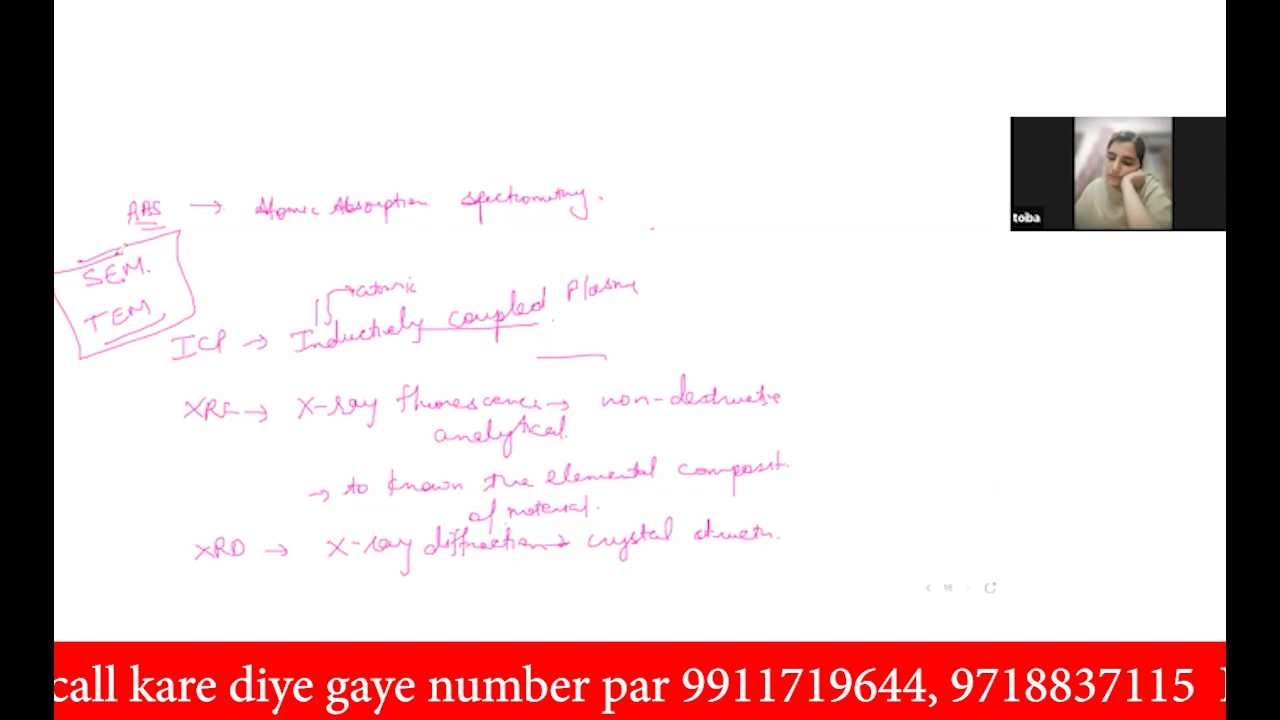 AAS → Atomic Absorption spectrometry.
toiba
SEM.
TEM
atomic
ICP → Inductively coupled Plasma
XRF → X-ray fluorescence → non-destructive
analytical.
→ to known the elemental composit.
of material.
XRD → X-ray diffraction → crystal
call kare diye gaye number par 9911719644, 9718837115